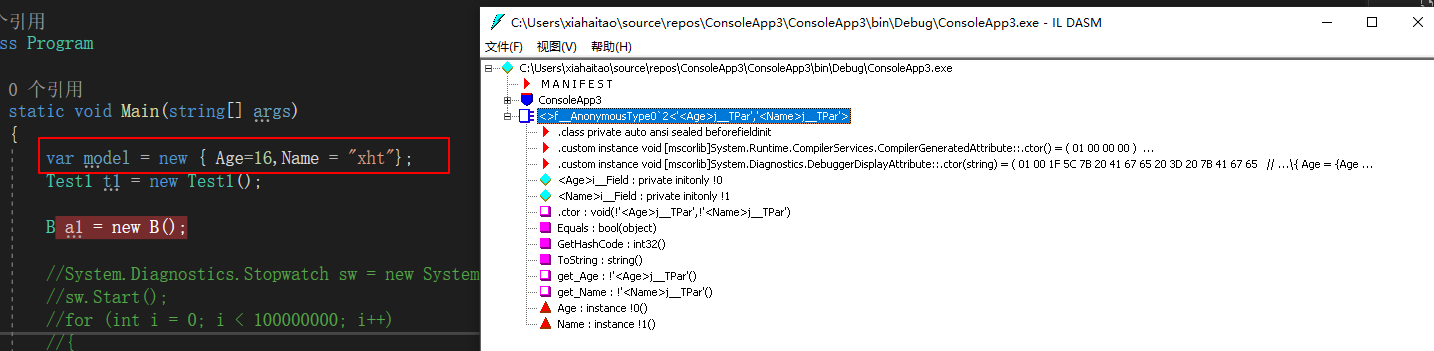 个引用
ss Program
0 个引用
static void Main(string[] args)
{
var model = new { Age=16,Name = "xht"};
Test1 t1 = new Test1();
B a1 = new B();
//System.Diagnostics.Stopwatch sw = new System
//sw.Start();
//for (int i = 0; i < 100000000; i++)
//{
C:\Users\xiahaitao\source\repos\ConsoleApp3\ConsoleApp3\bin\Debug\ConsoleApp3.exe - IL DASM
文件(F) 视图(V) 帮助(H)
C:\Users\xiahaitao\source\repos\ConsoleApp3\ConsoleApp3\bin\Debug\ConsoleApp3.exe
M A N I F E S T
ConsoleApp3
<>f__AnonymousType0`2<'<Age>j__TPar','<Name>j__TPar'>
.class private auto ansi sealed beforefieldinit
.custom instance void [mscorlib]System.Runtime.CompilerServices.CompilerGeneratedAttribute::.ctor() = ( 01 00 00 00 ) ...
.custom instance void [mscorlib]System.Diagnostics.DebuggerDisplayAttribute::.ctor(string) = ( 01 00 1F 5C 7B 20 41 67 65 20 3D 20 7B 41 67 65 // ...\{ Age = {Age ...
<Age>i__Field : private initonly !0
<Name>i__Field : private initonly !1
.ctor : void(!'<Age>j__TPar',!'<Name>j__TPar')
Equals : bool(object)
GetHashCode : int32()
ToString : string()
get_Age : !'<Age>j__TPar'()
get_Name : !'<Name>j__TPar'()
Age : instance !0()
Name : instance !1()